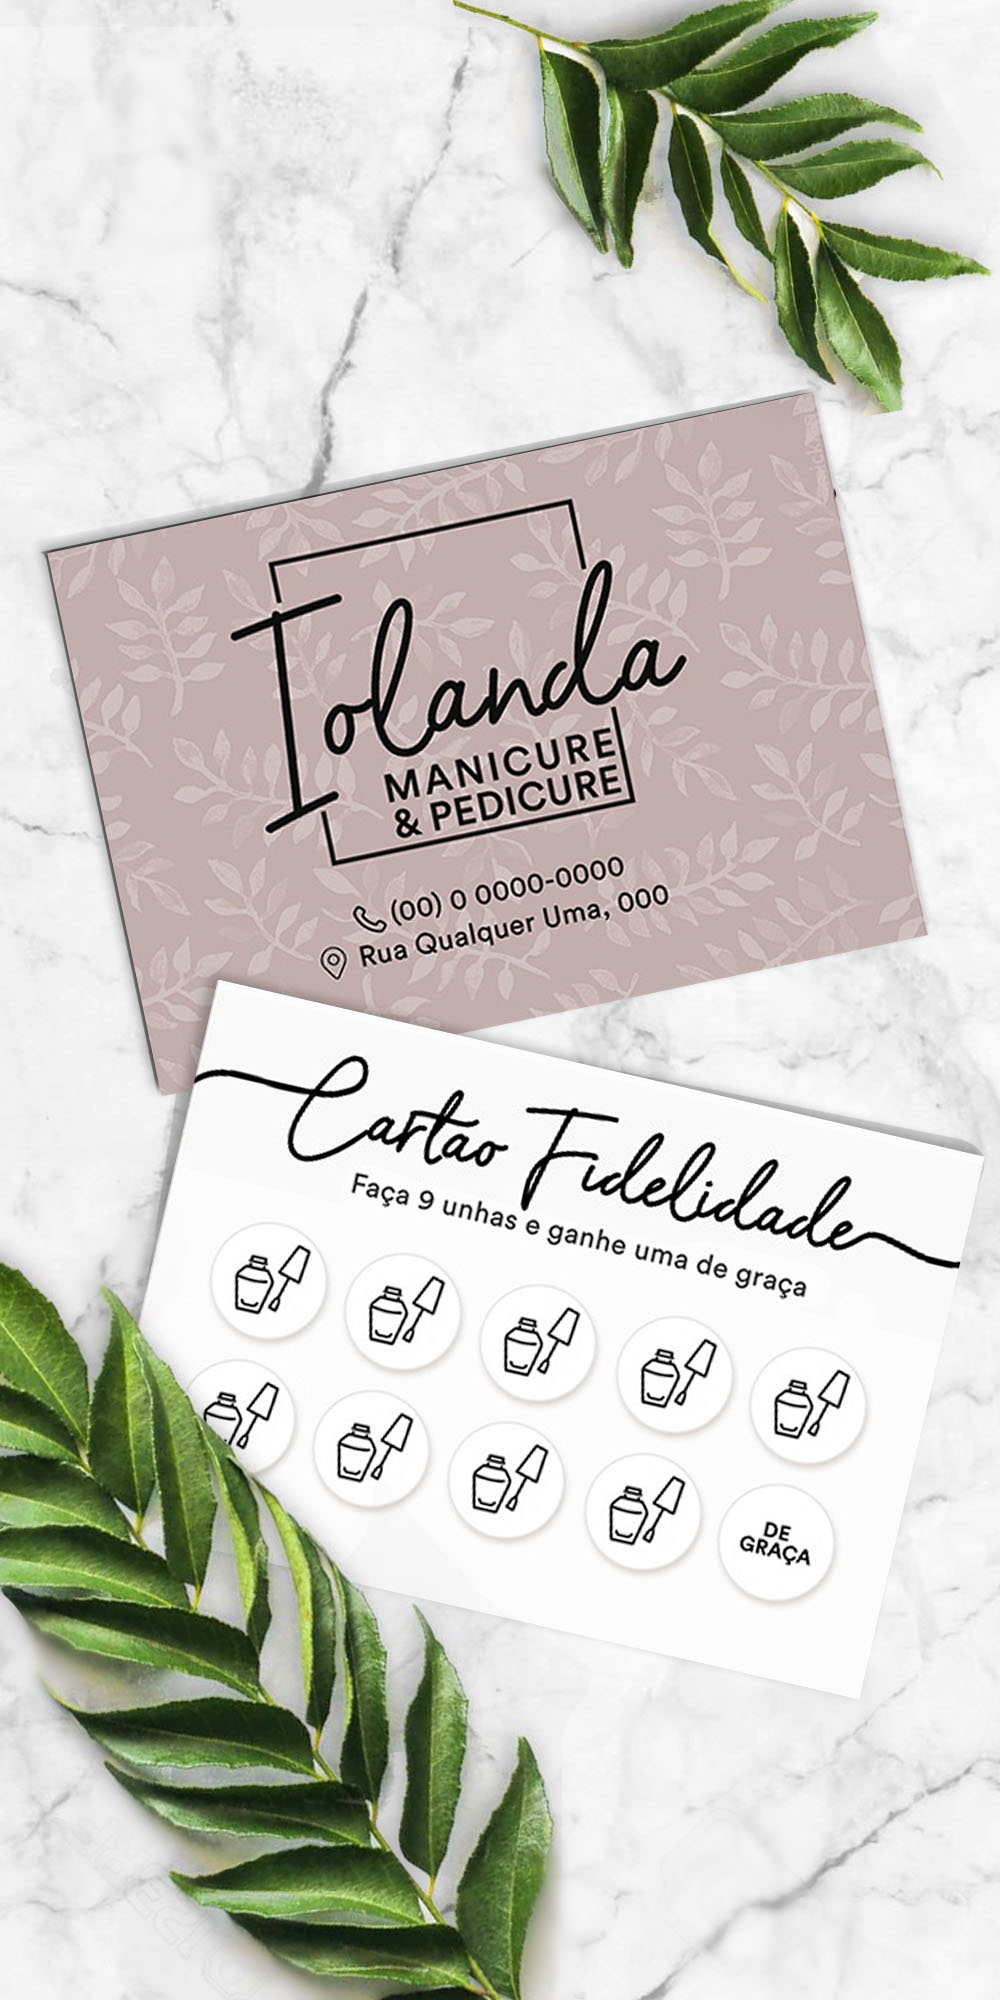 Iolanda
MANICURE
& PEDICURE
(00) 0 0000-0000
Rua Qualquer Uma, 000
Cartão Fidelidade
Faça 9 unhas e ganhe uma de graça
DE
GRAÇA